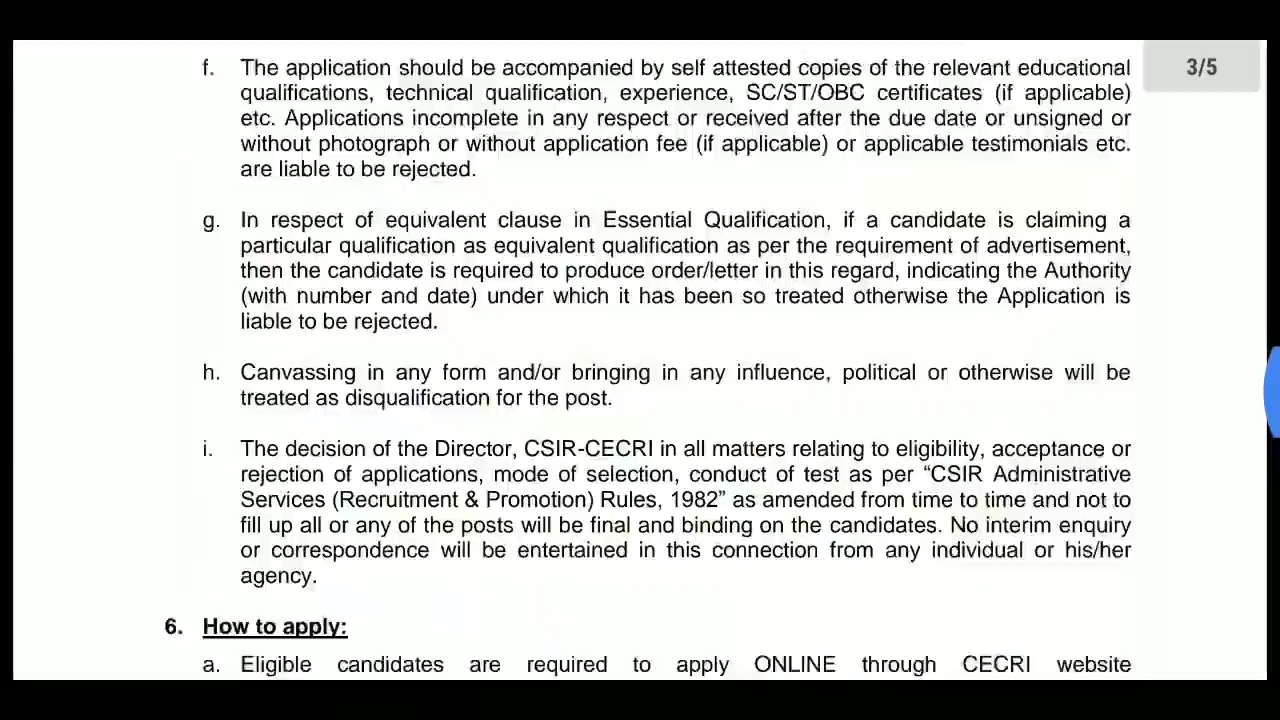 f. The application should be accompanied by self attested copies of the relevant educational
qualifications, technical qualification, experience, SC/ST/OBC certificates (if applicable)
etc. Applications incomplete in any respect or received after the due date or unsigned or
without photograph or without application fee (if applicable) or applicable testimonials etc.
are liable to be rejected.
3/5
g. In respect of equivalent clause in Essential Qualification, if a candidate is claiming a
particular qualification as equivalent qualification as per the requirement of advertisement,
then the candidate is required to produce order/letter in this regard, indicating the Authority
(with number and date) under which it has been so treated otherwise the Application is
liable to be rejected.
h. Canvassing in any form and/or bringing in any influence, political or otherwise will be
treated as disqualification for the post.
i. The decision of the Director, CSIR-CECRI in all matters relating to eligibility, acceptance or
rejection of applications, mode of selection, conduct of test as per “CSIR Administrative
Services (Recruitment & Promotion) Rules, 1982” as amended from time to time and not to
fill up all or any of the posts will be final and binding on the candidates. No interim enquiry
or correspondence will be entertained in this connection from any individual or his/her
agency.
6. How to apply:
a. Eligible candidates are required to apply ONLINE through CECRI website